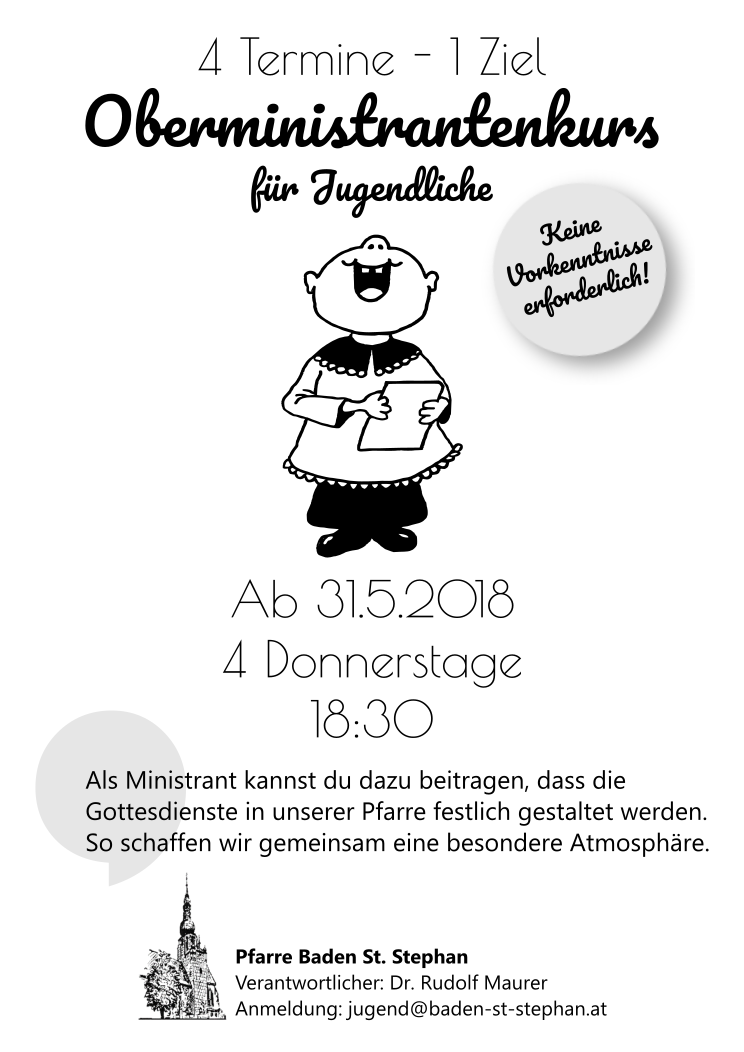 4 Termine - 1 Ziel
Oberministrantenkurs
für Jugendliche
Keine
Vorkenntnisse
erforderlich!
Ab 31.5.2018
4 Donnerstage
18:30
Als Ministrant kannst du dazu beitragen, dass die
Gottesdienste in unserer Pfarre festlich gestaltet werden.
So schaffen wir gemeinsam eine besondere Atmosphäre.
Pfarre Baden St. Stephan
Verantwortlicher: Dr. Rudolf Maurer
Anmeldung: jugend@baden-st-stephan.at